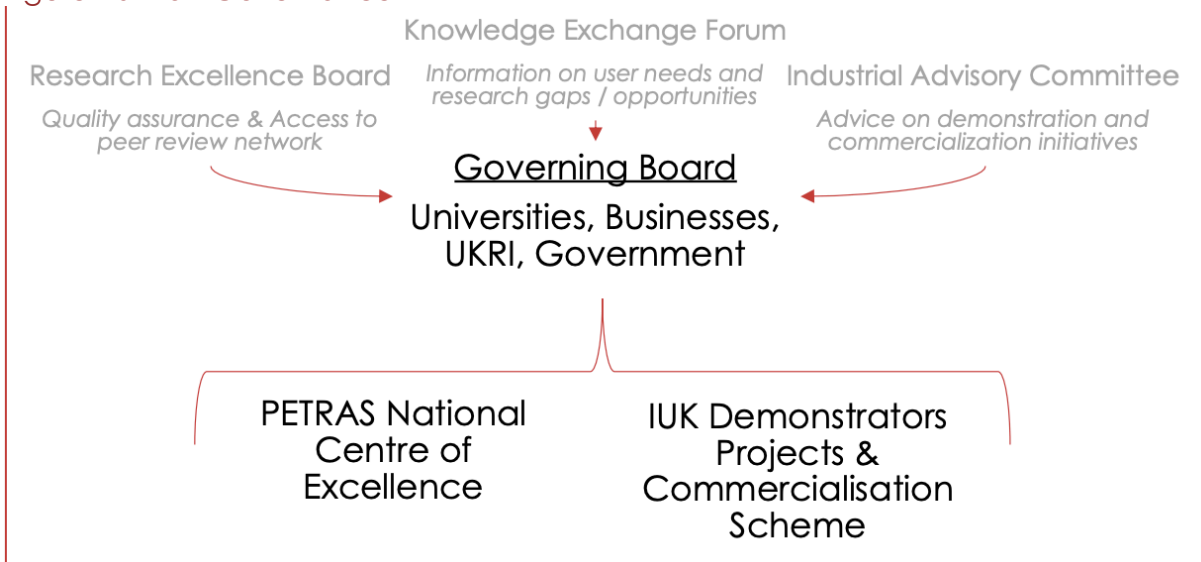 Knowledge Exchange Forum
Research Excellence Board
Information on user needs and
research gaps / opportunities
Industrial Advisory Committee
Quality assurance & Access to
peer review network
Advice on demonstration and
commercialization initiatives
Governing Board
Universities, Businesses,
UKRI, Government
PETRAS National
Centre of
Excellence
IUK Demonstrators
Projects &
Commercialisation
Scheme